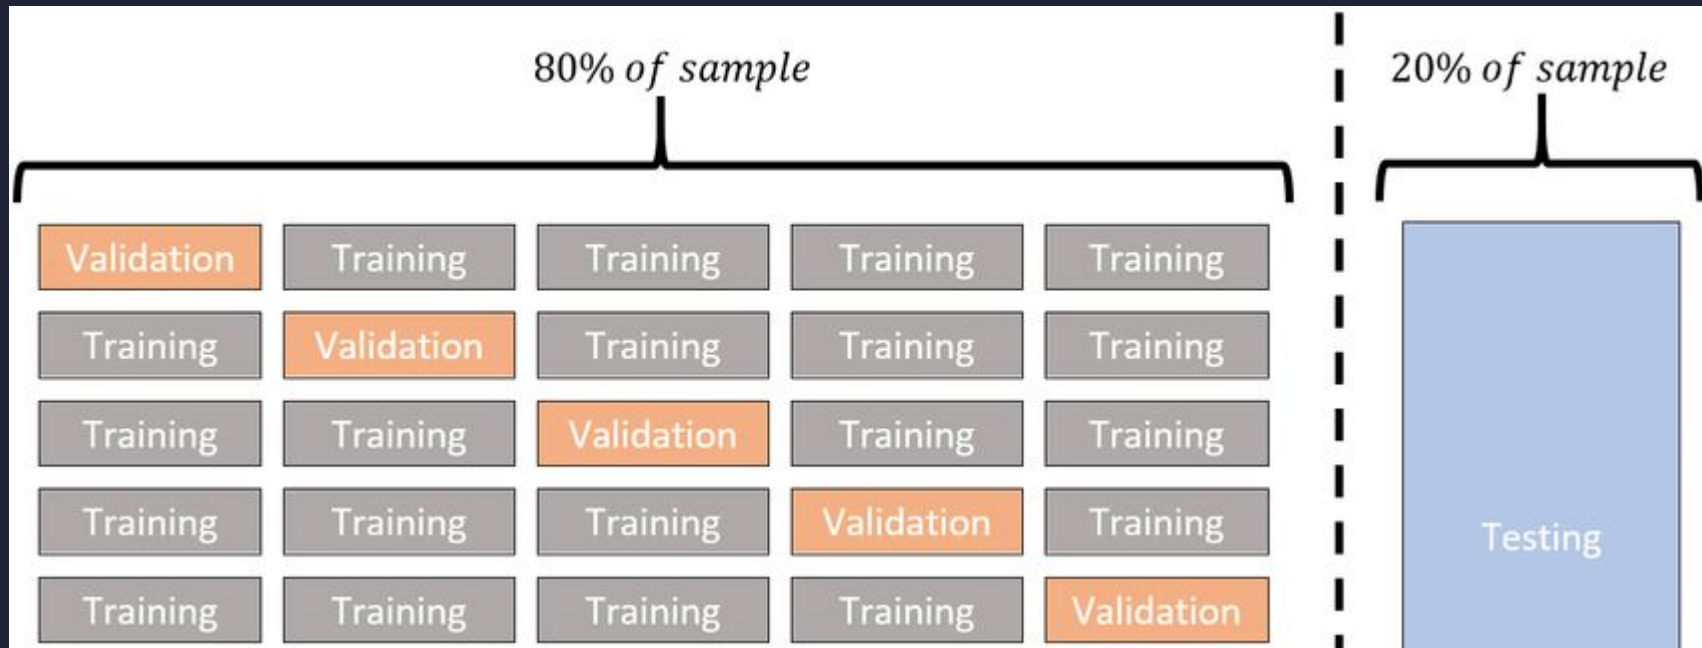 80% of sample
20% of sample
Validation Training Training Training Training
Training Validation Training Training Training
Training Training Validation Training Training
Training Training Training Validation Training
Testing
Training Training Training Training Validation